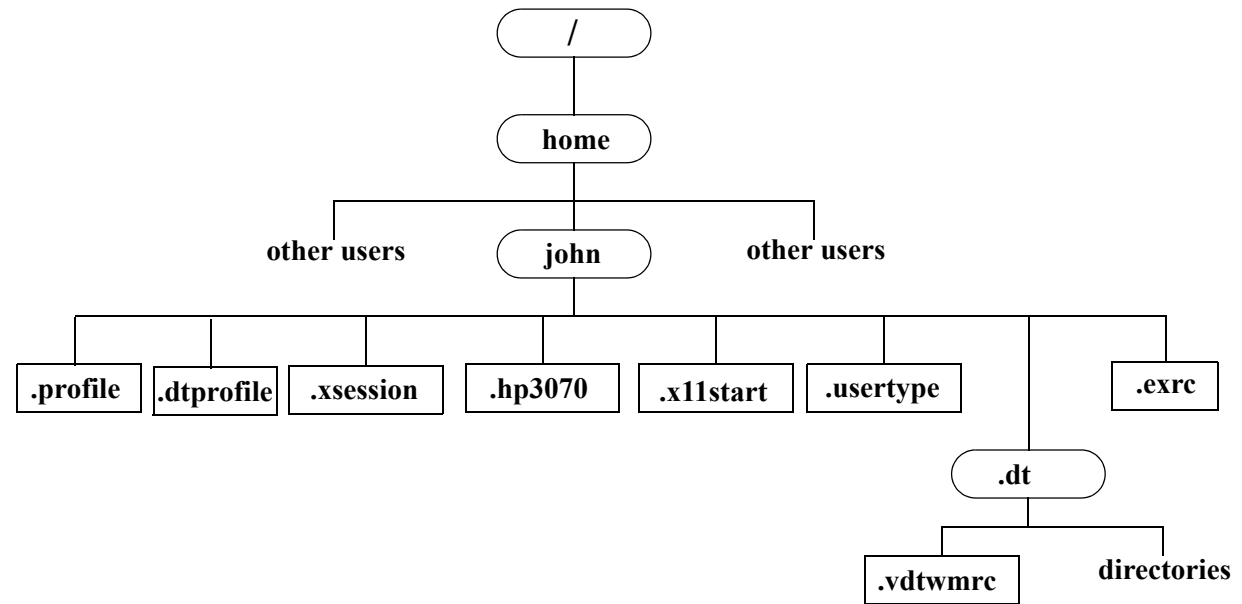 /
home
other users
john
other users
.profile
.dtprofile
.xsession
.hp3070
.x11start
.usertype
.exrc
.dt
.vdtwmrc
directories